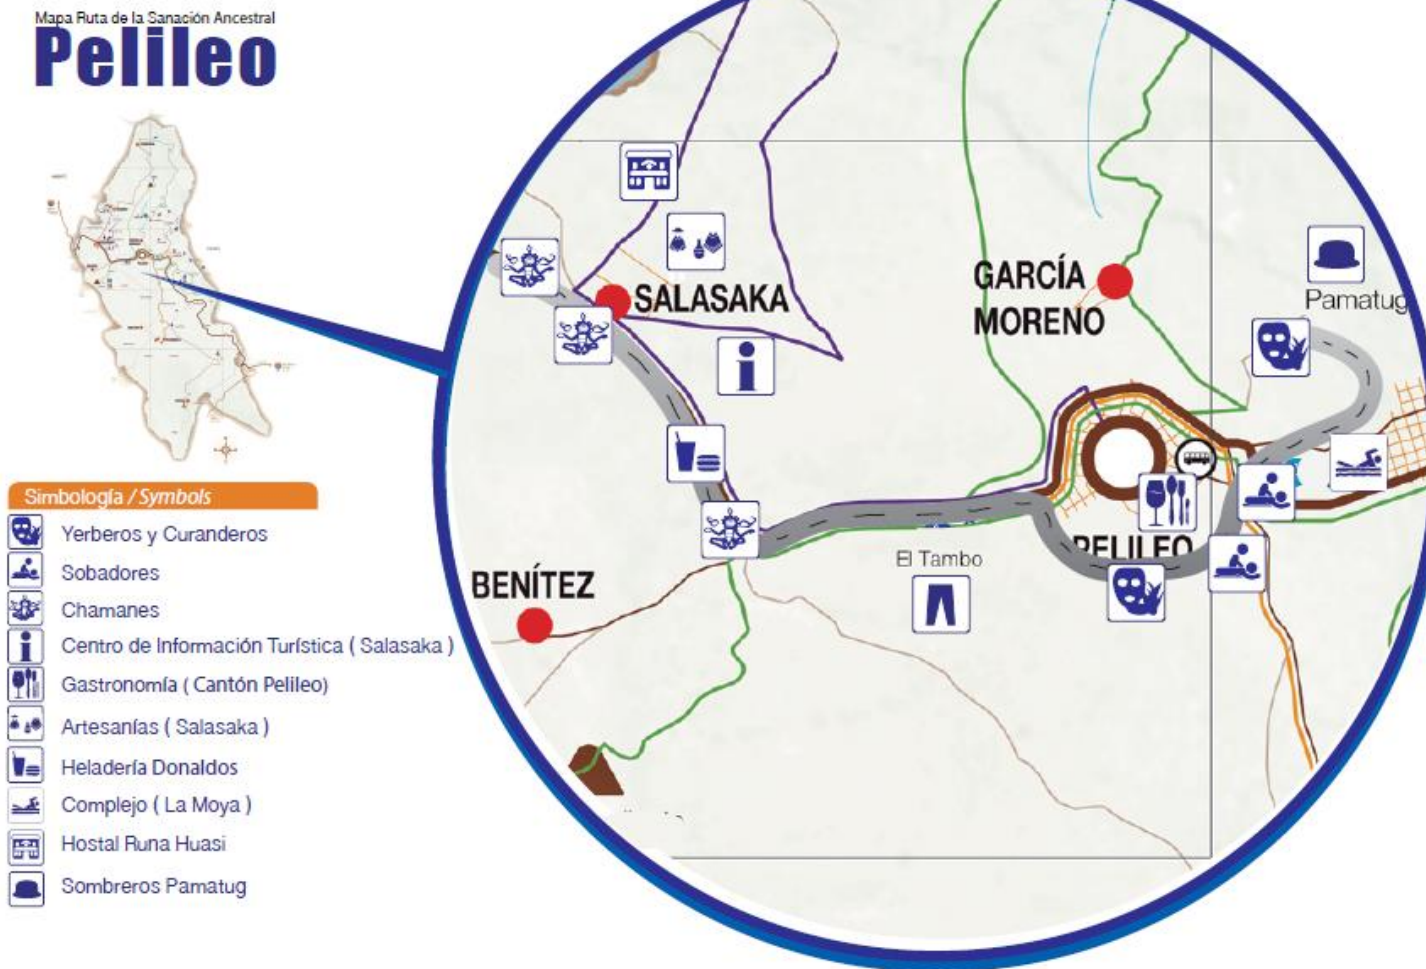 Mapa Ruta de la Sanación Ancestral
Pelileo
Simbología / Symbols
Yerberos y Curanderos
Sobadores
Chamanes
Centro de Información Turística ( Salasaka )
Gastronomía ( Cantón Pelileo)
Artesanías ( Salasaka )
Heladería Donaldos
Complejo ( La Moya )
Hostal Runa Huasi
Sombreros Pamatug
SALASAKA
GARCÍA
MORENO
Pamatug
El Tambo
PELILEO
BENÍTEZ